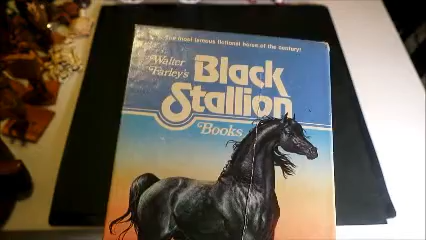 The most famous fictional horse of the century!
Walter
Farley's
Black
Stallion
Books